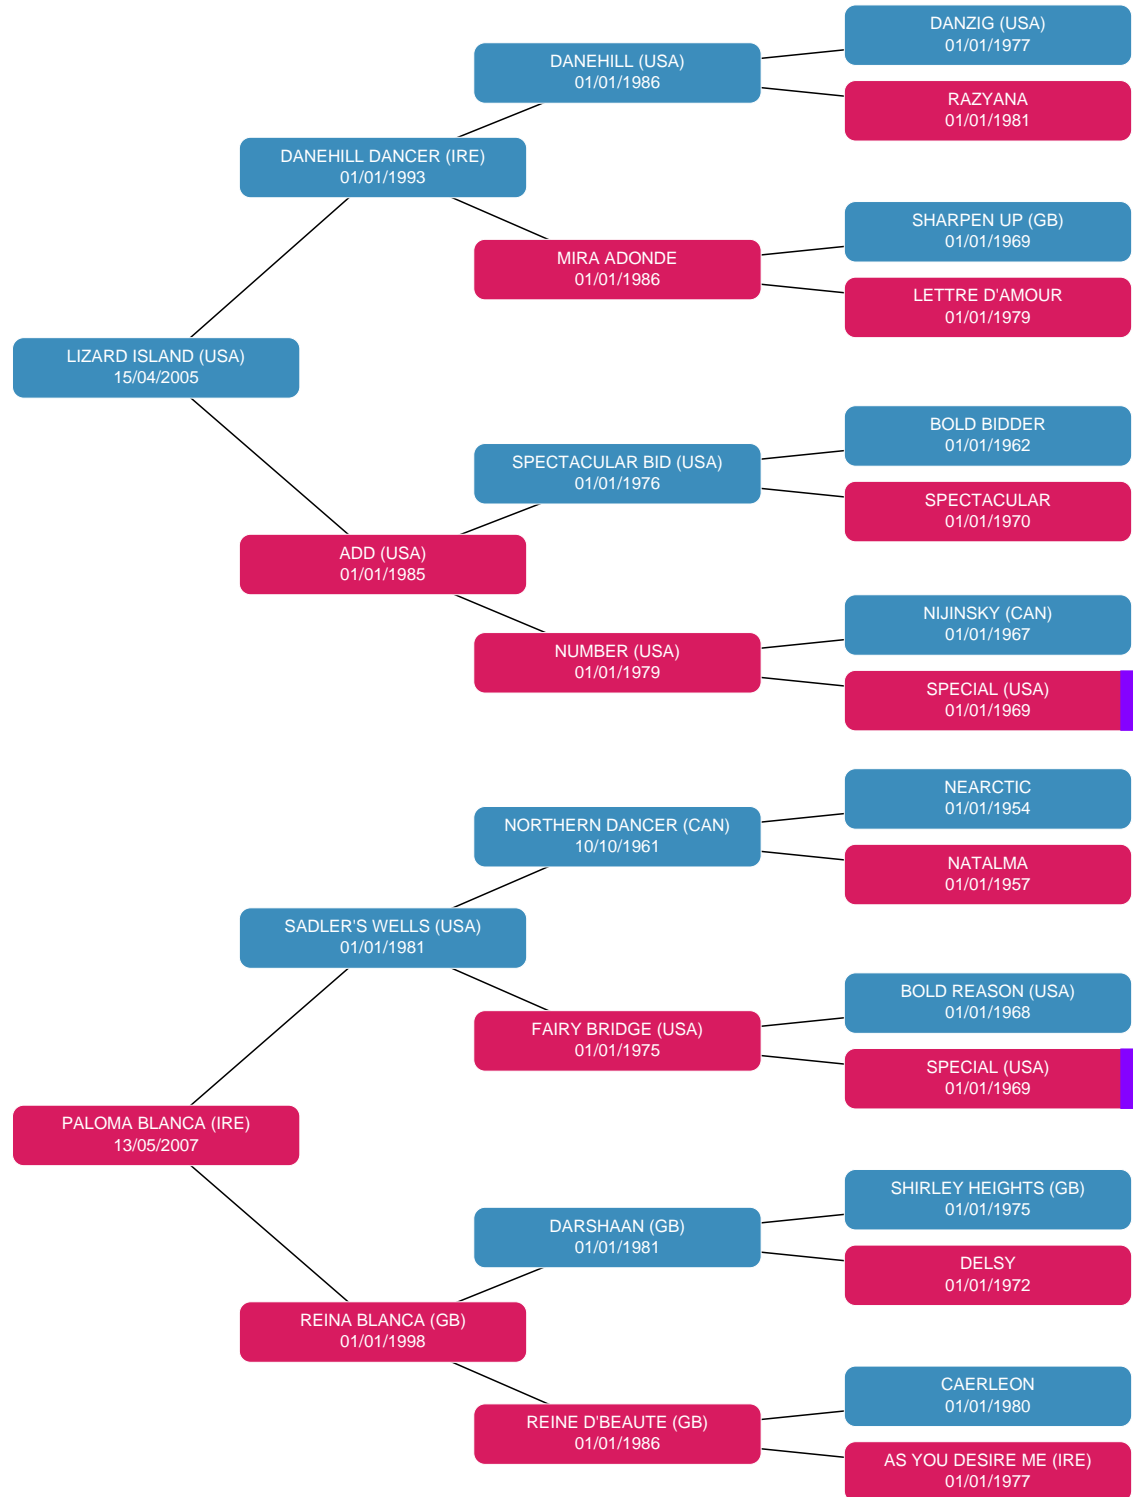 DANZIG (USA)
01/01/1977
DANEHILL (USA)
01/01/1986
RAZYANA
01/01/1981
DANEHILL DANCER (IRE)
01/01/1993
SHARPEN UP (GB)
01/01/1969
MIRA ADONDE
01/01/1986
LETTRE D'AMOUR
01/01/1979
LIZARD ISLAND (USA)
15/04/2005
BOLD BIDDER
01/01/1962
SPECTACULAR BID (USA)
01/01/1976
SPECTACULAR
01/01/1970
ADD (USA)
01/01/1985
NIJINSKY (CAN)
01/01/1967
NUMBER (USA)
01/01/1979
SPECIAL (USA)
01/01/1969
NEARCTIC
01/01/1954
NORTHERN DANCER (CAN)
10/10/1961
NATALMA
01/01/1957
SADLER'S WELLS (USA)
01/01/1981
BOLD REASON (USA)
01/01/1968
FAIRY BRIDGE (USA)
01/01/1975
SPECIAL (USA)
01/01/1969
PALOMA BLANCA (IRE)
13/05/2007
SHIRLEY HEIGHTS (GB)
01/01/1975
DARSHAAN (GB)
01/01/1981
DELSY
01/01/1972
REINA BLANCA (GB)
01/01/1998
CAERLEON
01/01/1980
REINE D'BEAUTE (GB)
01/01/1986
AS YOU DESIRE ME (IRE)
01/01/1977